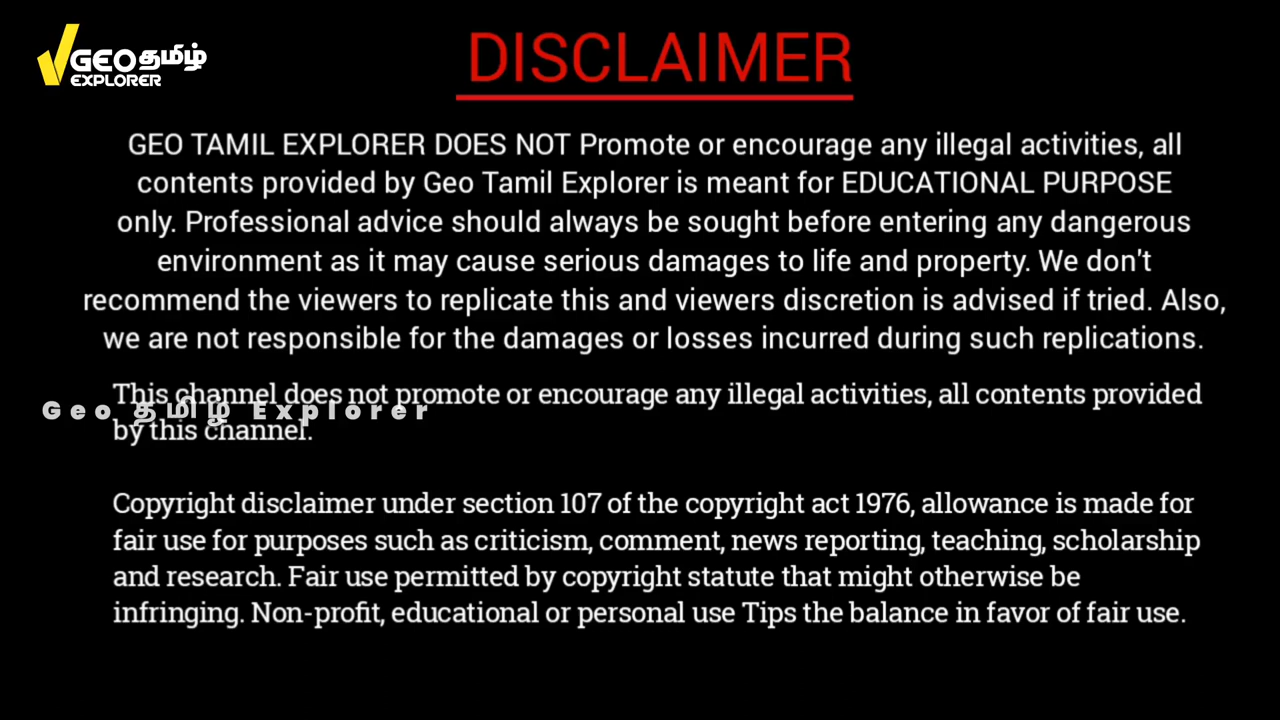 GEO தமிழ்
EXPLORER
DISCLAIMER
GEO TAMIL EXPLORER DOES NOT Promote or encourage any illegal activities, all
contents provided by Geo Tamil Explorer is meant for EDUCATIONAL PURPOSE
only. Professional advice should always be sought before entering any dangerous
environment as it may cause serious damages to life and property. We don't
recommend the viewers to replicate this and viewers discretion is advised if tried. Also,
we are not responsible for the damages or losses incurred during such replications.
This channel does not promote or encourage any illegal activities, all contents provided
Geo தமிழ் Explorer
by this channel.
Copyright disclaimer under section 107 of the copyright act 1976, allowance is made for
fair use for purposes such as criticism, comment, news reporting, teaching, scholarship
and research. Fair use permitted by copyright statute that might otherwise be
infringing. Non-profit, educational or personal use Tips the balance in favor of fair use.